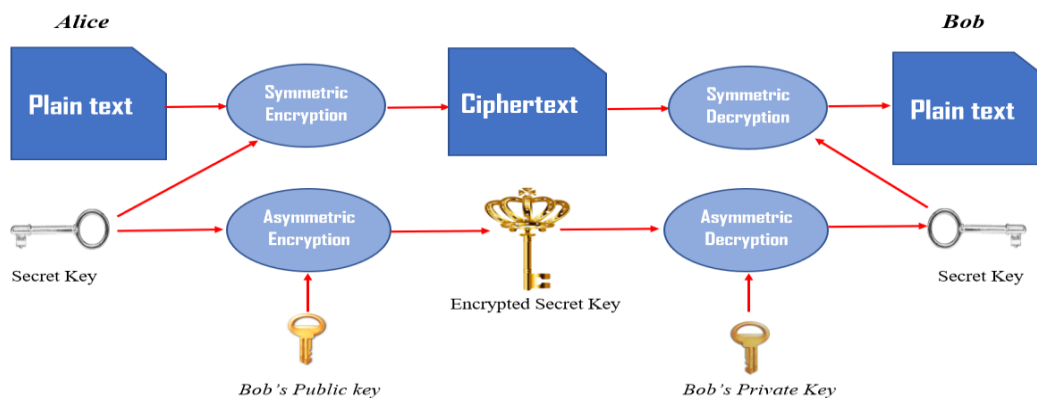 Alice
Bob
Plain text
Symmetric
Encryption
Ciphertext
Symmetric
Decryption
Plain text
Asymmetric
Encryption
Asymmetric
Decryption
Secret Key
Encrypted Secret Key
Secret Key
Bob's Public key
Bob's Private Key